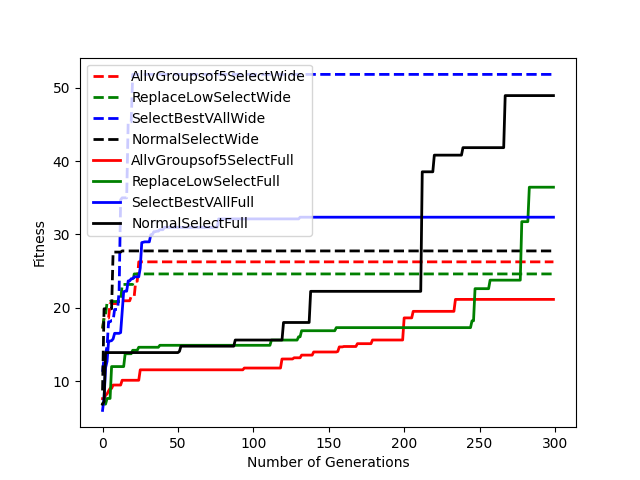 AllvGroupsof5SelectWide
ReplaceLowSelectWide
SelectBestVAllWide
NormalSelectWide
AllvGroupsof5SelectFull
ReplaceLowSelectFull
SelectBestVAllFull
NormalSelectFull
50
40
30
20
10
Fitness
0 50 100 150 200 250 300
Number of Generations